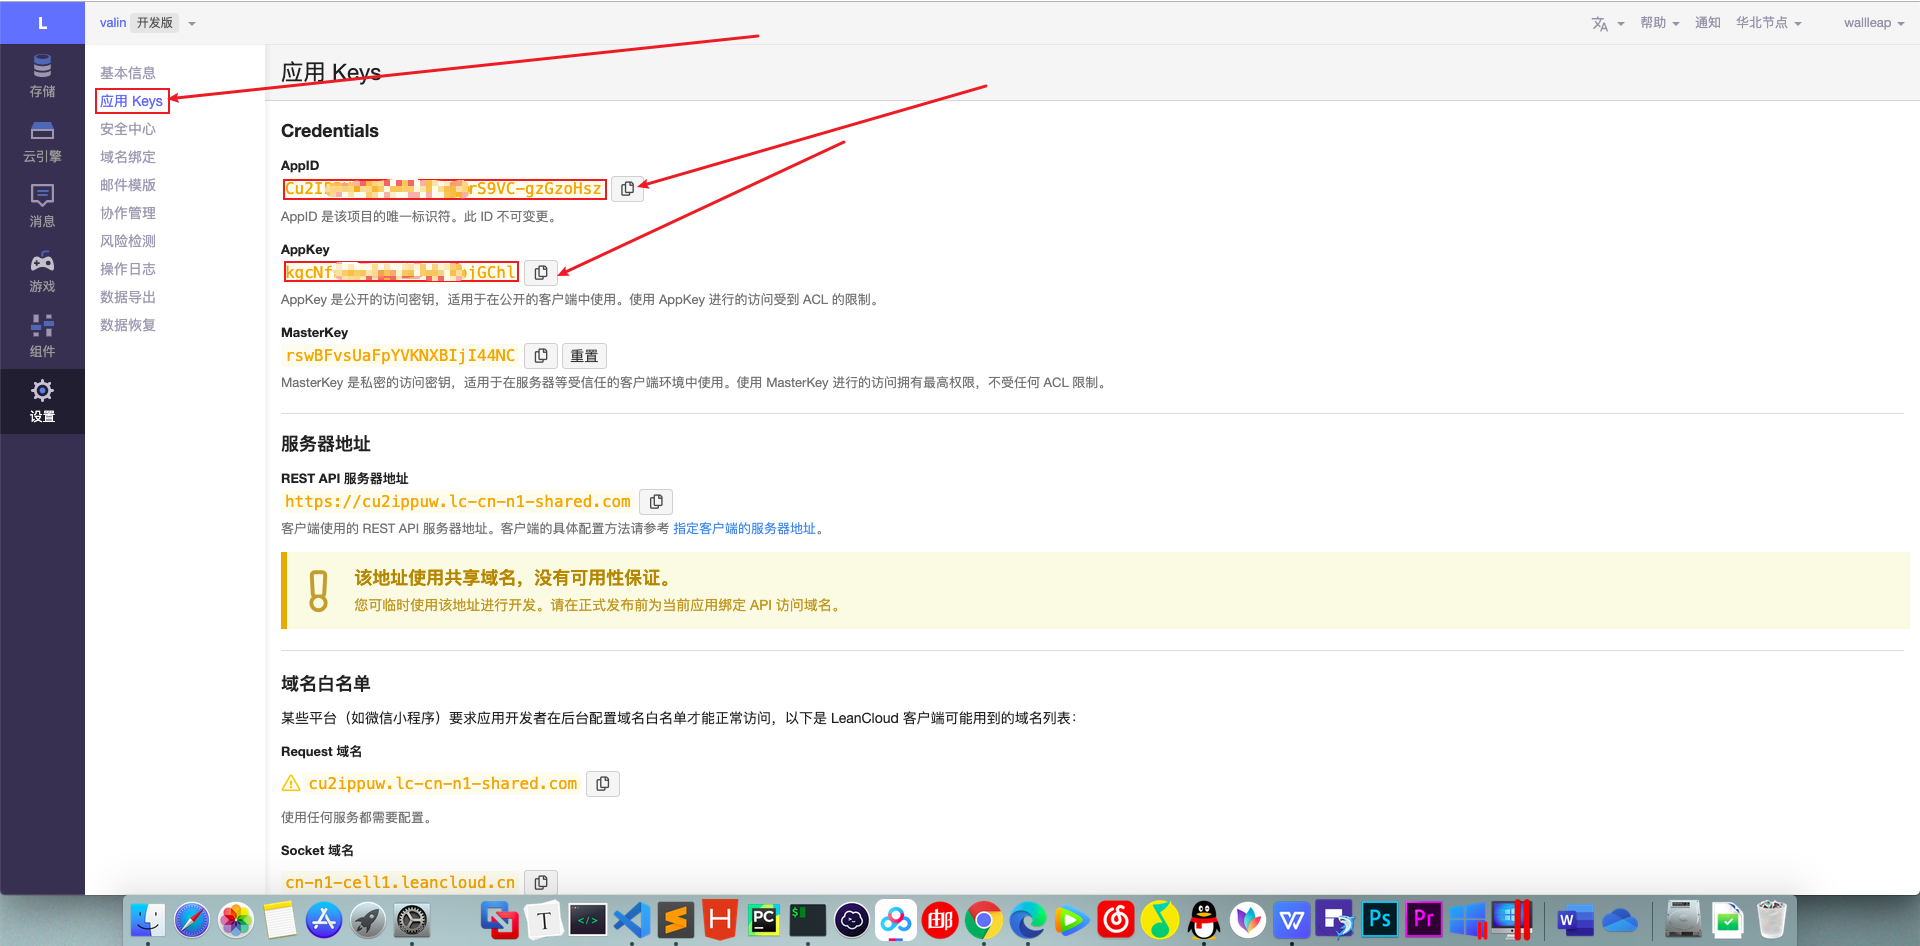 L
valin 开发版
帮助
通知
华北节点
wallleap
存储
云引擎
消息
游戏
组件
设置
基本信息
应用 Keys
安全中心
域名绑定
邮件模版
协作管理
风险检测
操作日志
数据导出
数据恢复
应用 Keys
Credentials
AppID
AppID 是该项目的唯一标识符。此 ID 不可变更。
AppKey
AppKey 是公开的访问密钥，适用于在公开的客户端中使用。使用 AppKey 进行的访问受到 ACL 的限制。
MasterKey
rswBFvsUaFpYVKNXBIjI44NC
重置
MasterKey 是私密的访问密钥，适用于在服务器等受信任的客户端环境中使用。使用 MasterKey 进行的访问拥有最高权限，不受任何 ACL 限制。
服务器地址
REST API 服务器地址
https://cu2ippuw.lc-cn-n1-shared.com
客户端使用的 REST API 服务器地址。客户端的具体配置方法请参考 指定客户端的服务器地址。
该地址使用共享域名，没有可用性保证。
您可临时使用该地址进行开发。请在正式发布前为当前应用绑定 API 访问域名。
域名白名单
某些平台（如微信小程序）要求应用开发者在后台配置域名白名单才能正常访问，以下是 LeanCloud 客户端可能用到的域名列表：
Request 域名
cu2ippuw.lc-cn-n1-shared.com
使用任何服务都需要配置。
Socket 域名
cn-n1-cell1.leancloud.cn
T
</>
H
PC
$
邮
W
Ps
Pr
W